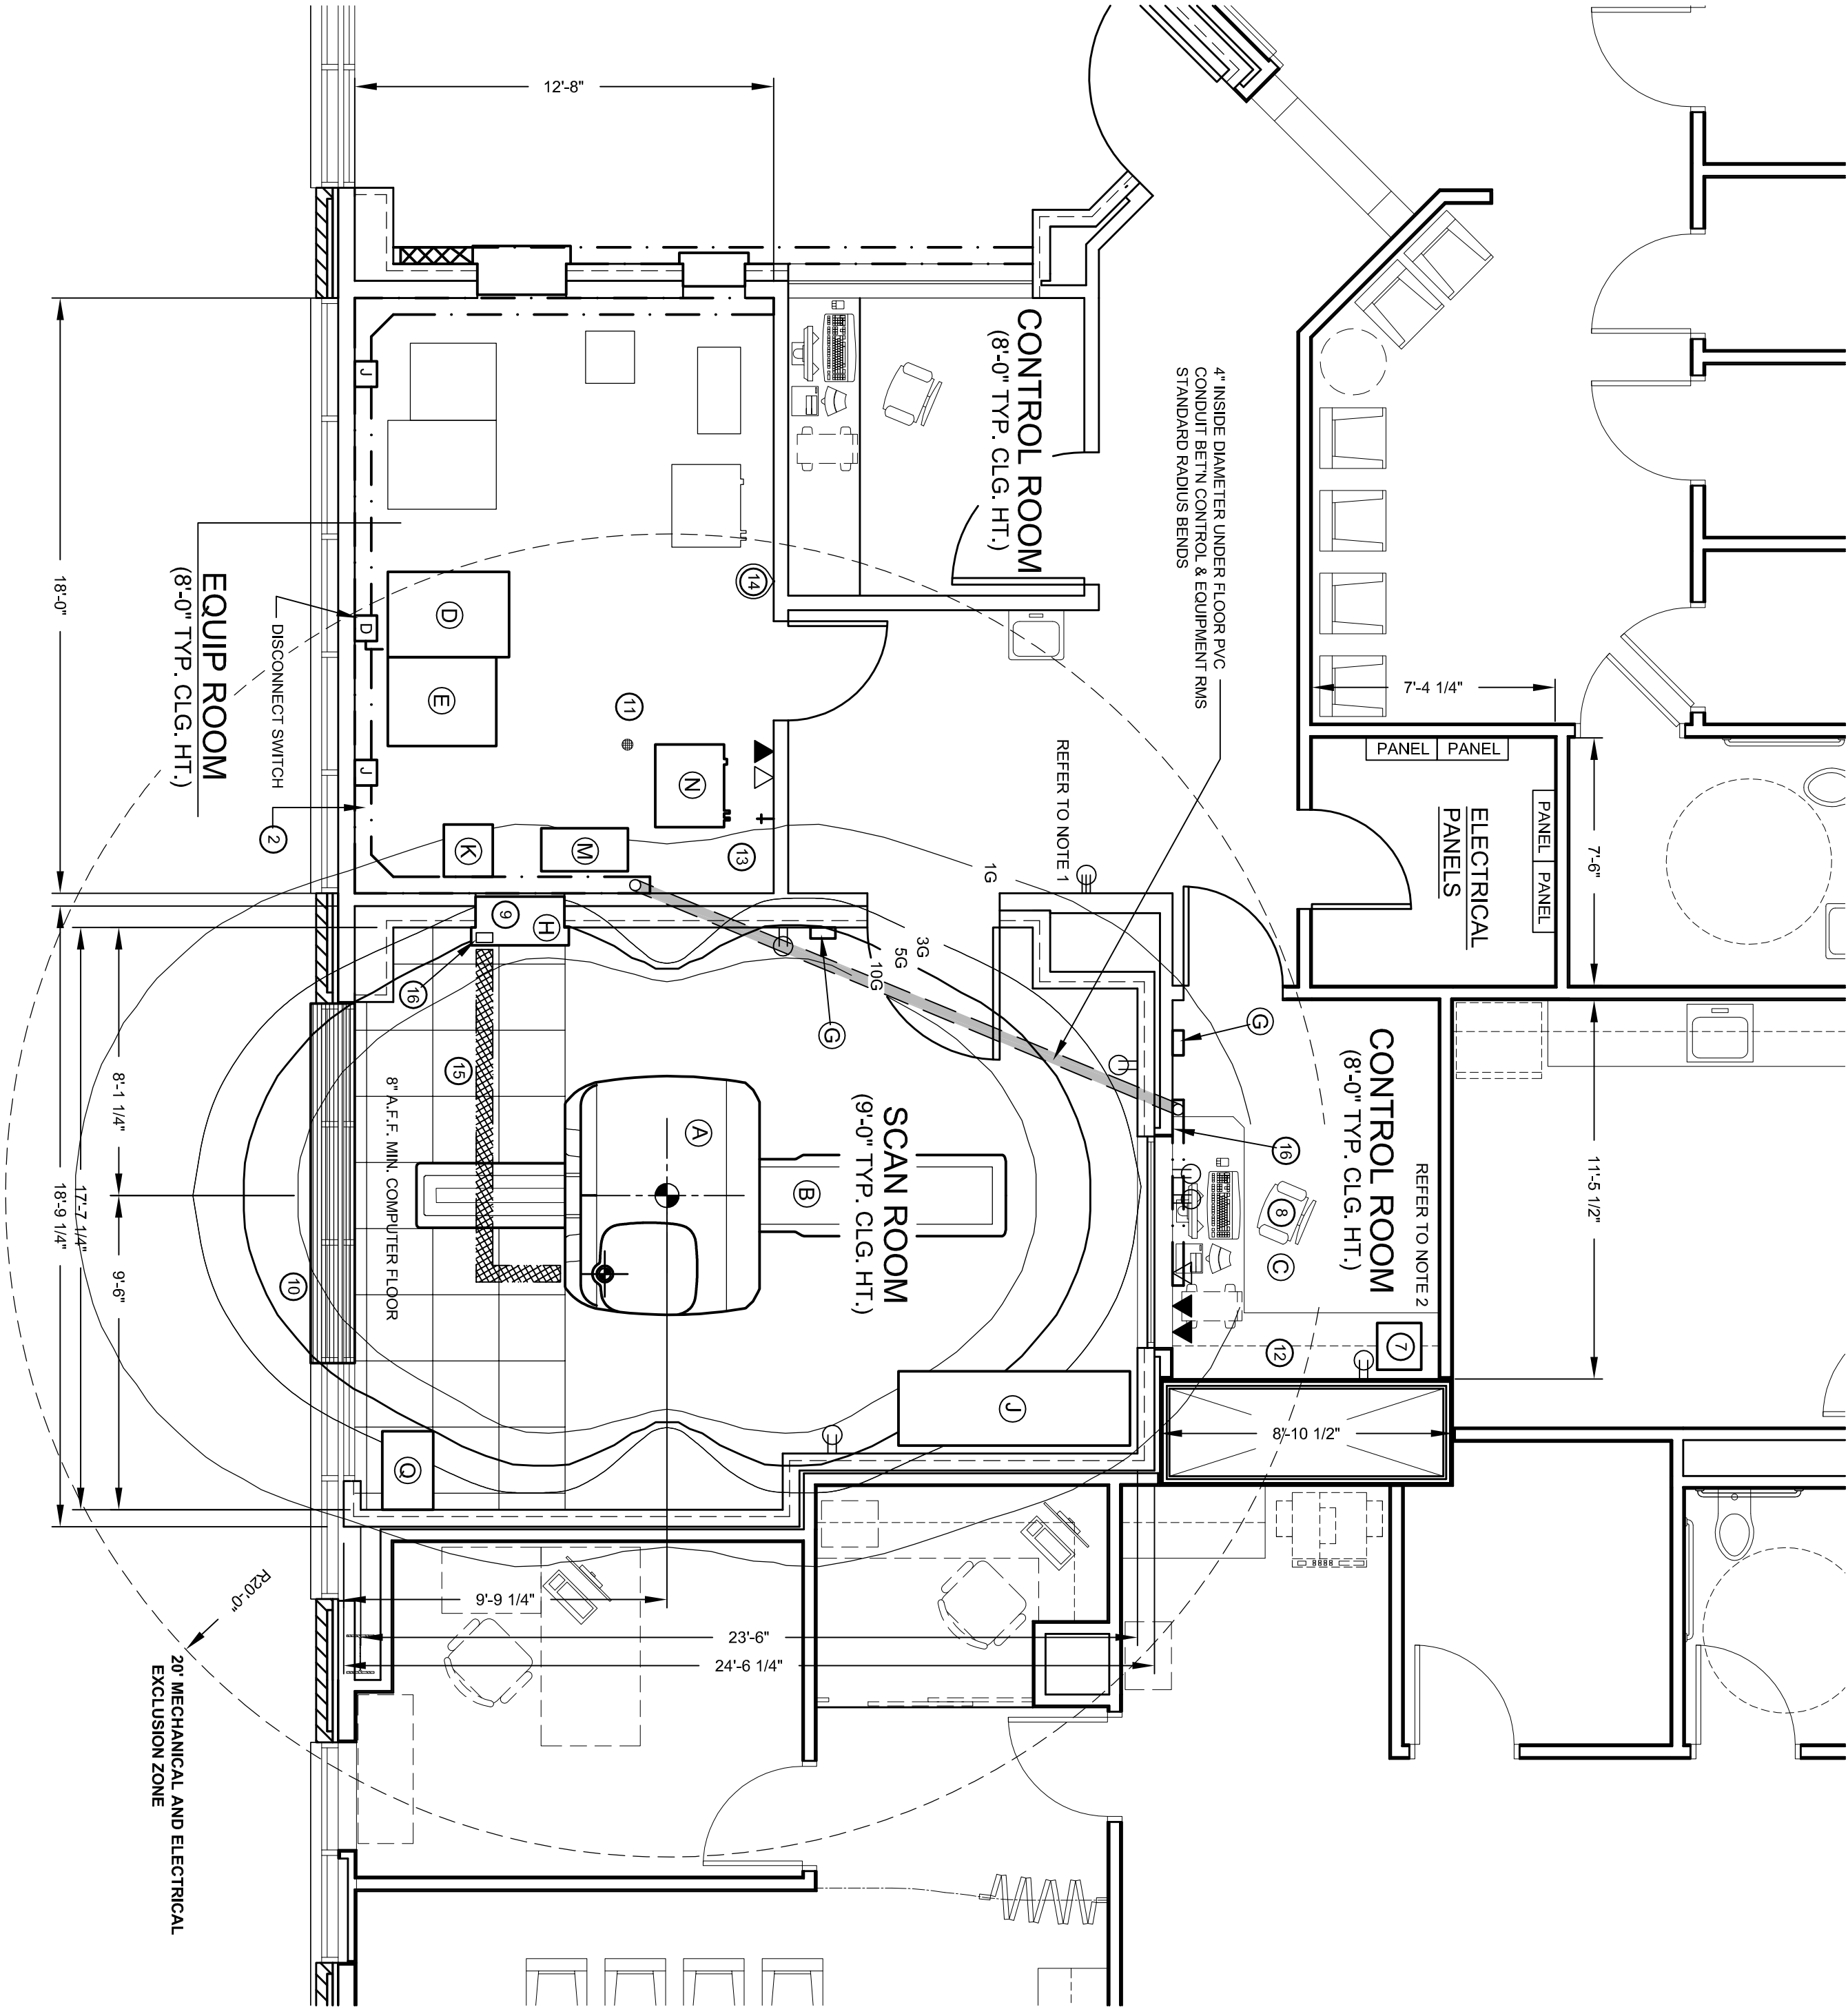 12'-8"
CONTROL ROOM
(8'-0" TYP. CLG. HT.)
4" INSIDE DIAMETER UNDER FLOOR PVC
CONDUIT BET'N CONTROL & EQUIPMENT RMS
STANDARD RADIUS BENDS
7'-4 1/4"
PANEL PANEL
PANEL PANEL
ELECTRICAL
PANELS
7'-6"
18'-0"
EQUIP ROOM
(8'-0" TYP. CLG. HT.)
DISCONNECT SWITCH
J
D
J
2
D
E
14
11
N
13
K
M
REFER TO NOTE 1
1G
3G
5G
10G
9
H
16
G
G
15
8" A.F.F. MIN. COMPUTER FLOOR
A
B
SCAN ROOM
(9'-0" TYP. CLG. HT.)
CONTROL ROOM
(8'-0" TYP. CLG. HT.)
REFER TO NOTE 2
16
8
C
7
12
11'-5 1/2"
8'-10 1/2"
J
Q
10
8'-1 1/4"
9'-6"
17'-7 1/4"
18'-9 1/4"
9'-9 1/4"
23'-6"
24'-6 1/4"
R20'-0"
20' MECHANICAL AND ELECTRICAL
EXCLUSION ZONE